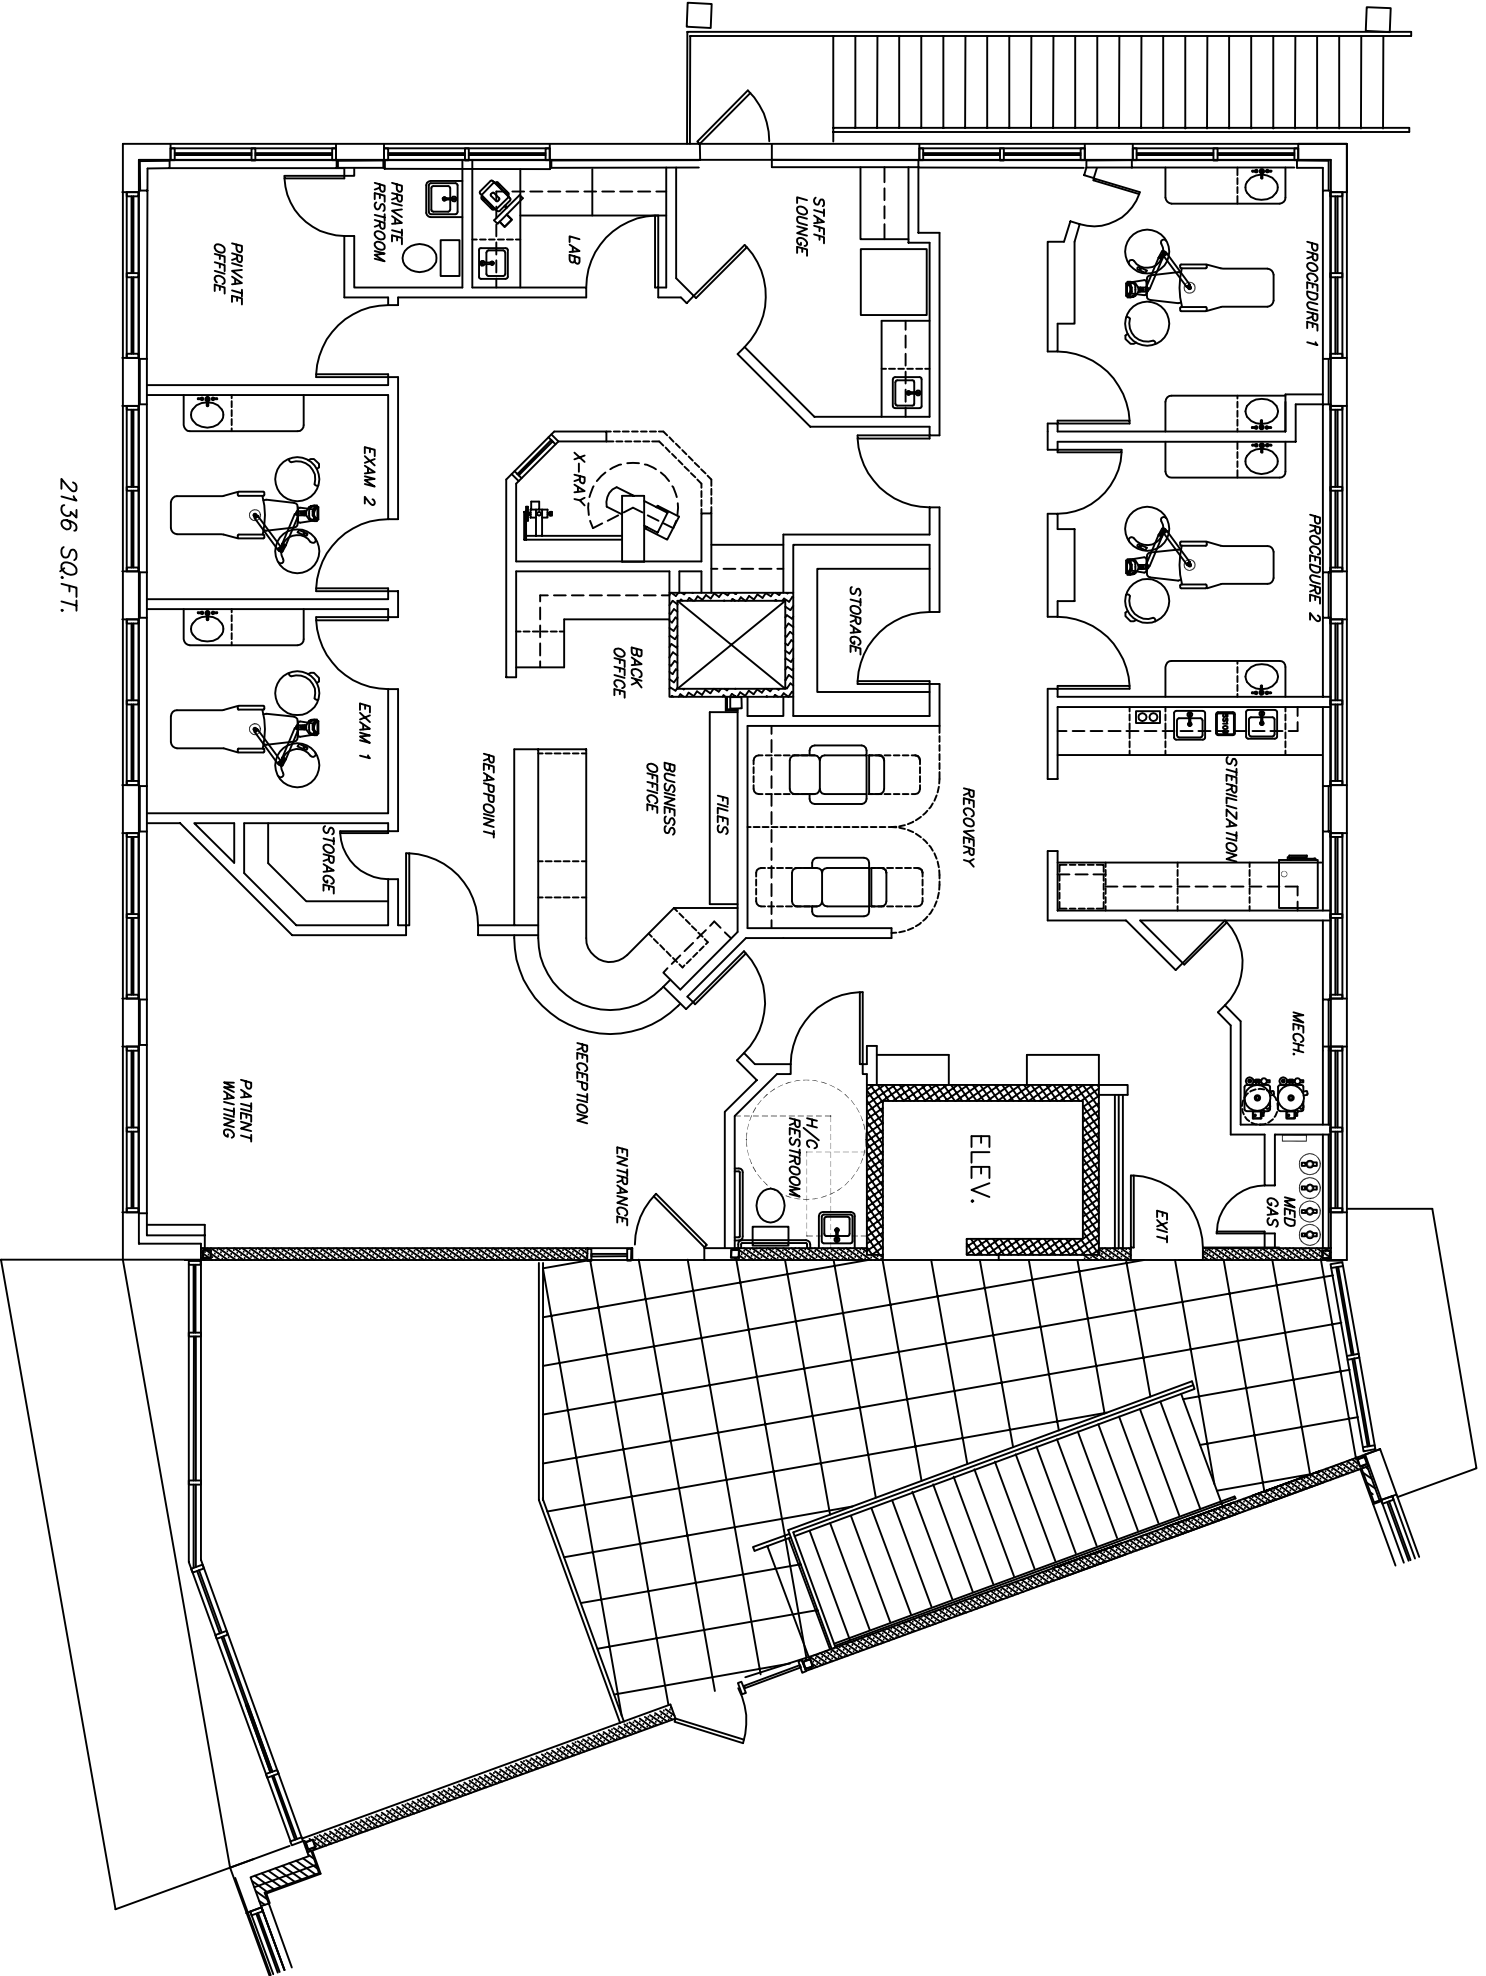 PROCEDURE 1
PROCEDURE 2
STERILIZATION
MECH.
MED
GAS
EXIT
RECOVERY
ELEV.
STORAGE
STAFF
LOUNGE
H/C
RESTROOM
FILES
BUSINESS
OFFICE
BACK
OFFICE
ENTRANCE
LAB
X-RAY
RECEPTION
REAPPOINT
PRIVATE
RESTROOM
EXAM 2
EXAM 1
STORAGE
PRIVATE
OFFICE
PATIENT
WAITING
2136 SQ.FT.